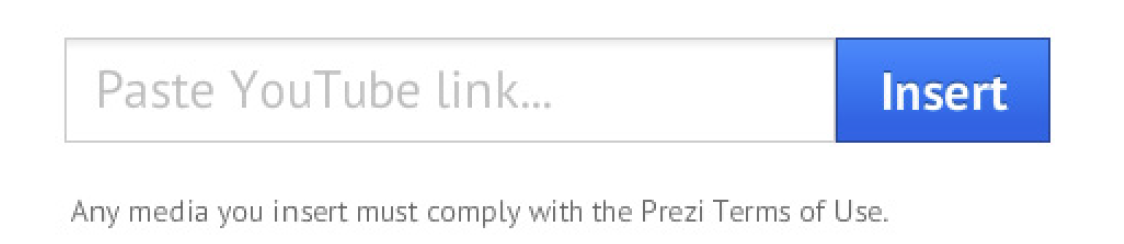 Paste YouTube link... Insert
Any media you insert must comply with the Prezi Terms of Use.